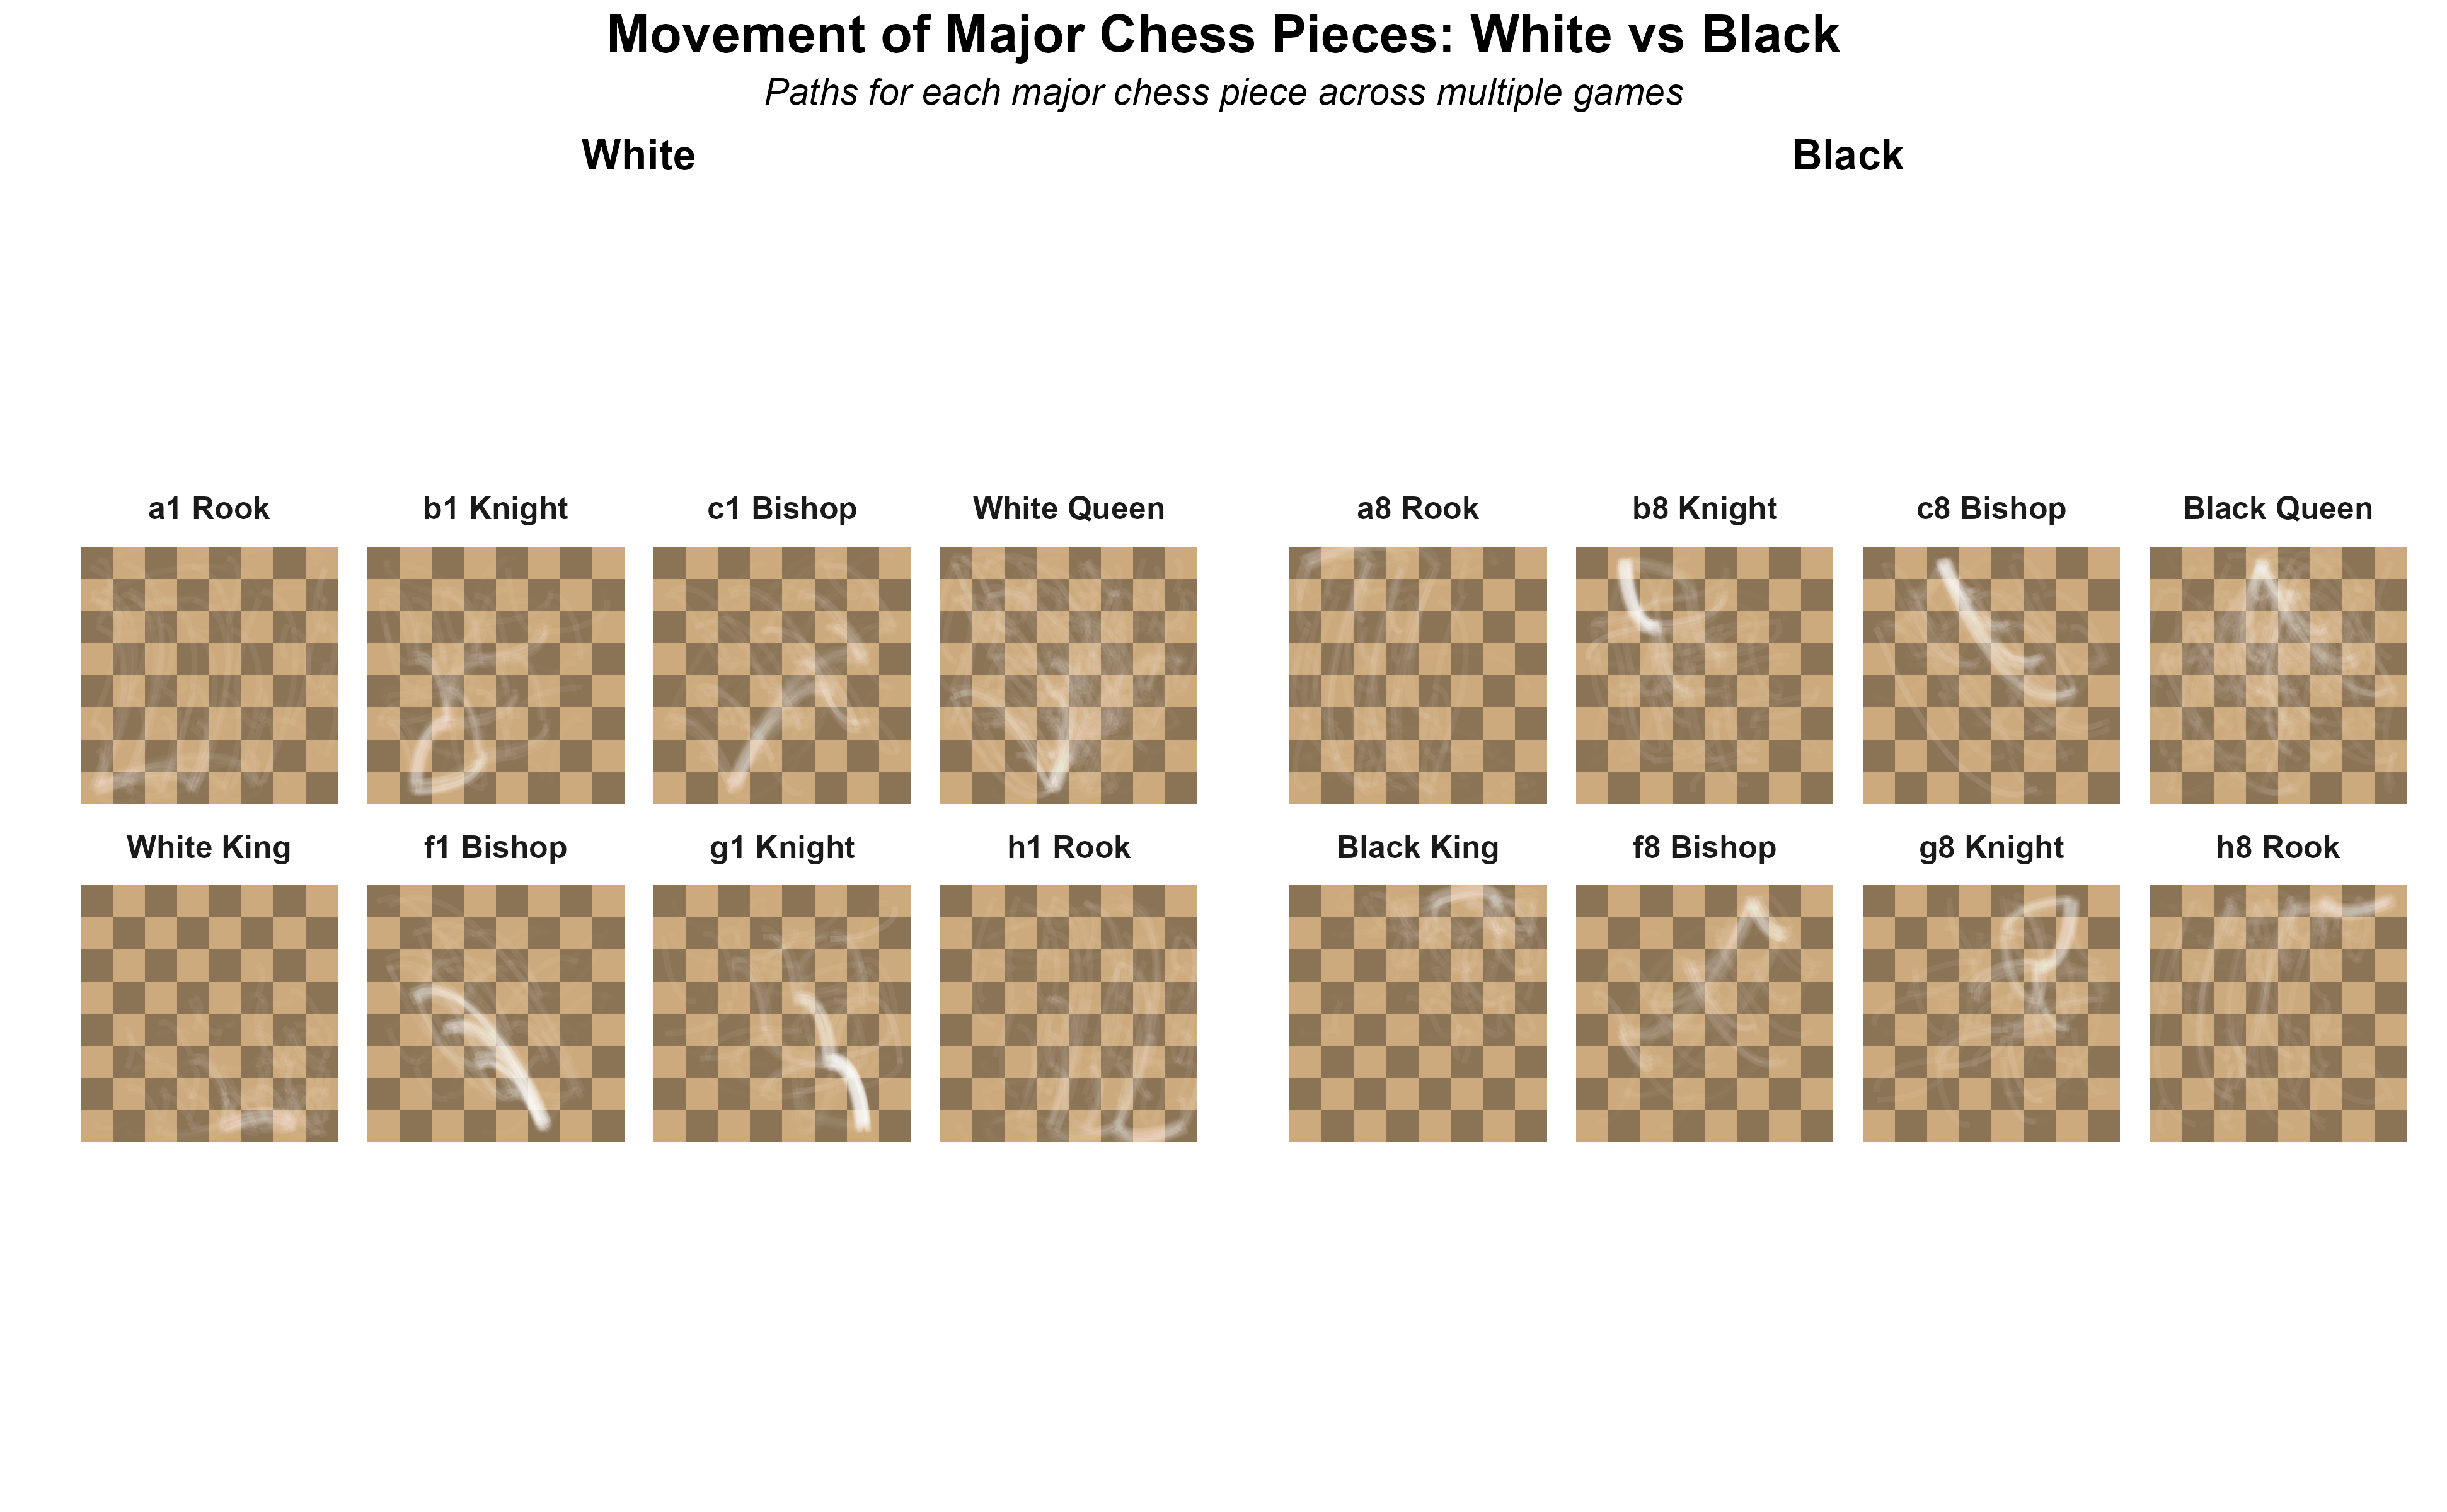 Movement of Major Chess Pieces: White vs Black
Paths for each major chess piece across multiple games
White
Black
a1 Rook
b1 Knight
c1 Bishop
White Queen
a8 Rook
b8 Knight
c8 Bishop
Black Queen
White King
f1 Bishop
g1 Knight
h1 Rook
Black King
f8 Bishop
g8 Knight
h8 Rook